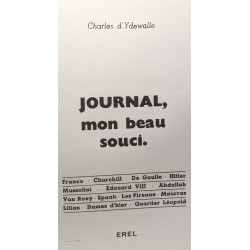 Charles d'Ydewalle
JOURNAL,
mon beau
souci.
Franco - Churchill - De Gaulle - Hitler
Mussolini - Edouard VIII - Abdallah
Van Roey - Spaak - Les Pirsuns - Maurras
Lilian - Dames d'hier - Quartier Léopold
EREL